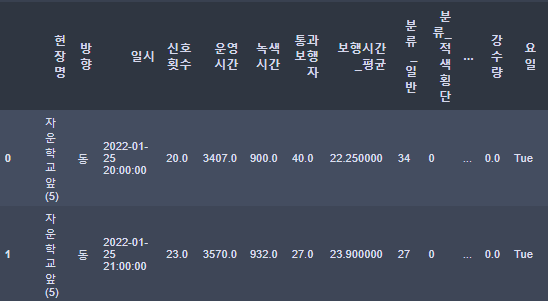 현장명 방향 일시 신호횟수 운영시간 녹색시간 통과보행자 보행시간_평균 분류_일반 분류_적색횡단 ... 강수량 요일
0 자운학교앞(5) 동 2022-01-25 20:00:00 20.0 3407.0 900.0 40.0 22.250000 34 0 ... 0.0 Tue
1 자운학교앞(5) 동 2022-01-25 21:00:00 23.0 3570.0 932.0 27.0 23.900000 27 0 ... 0.0 Tue